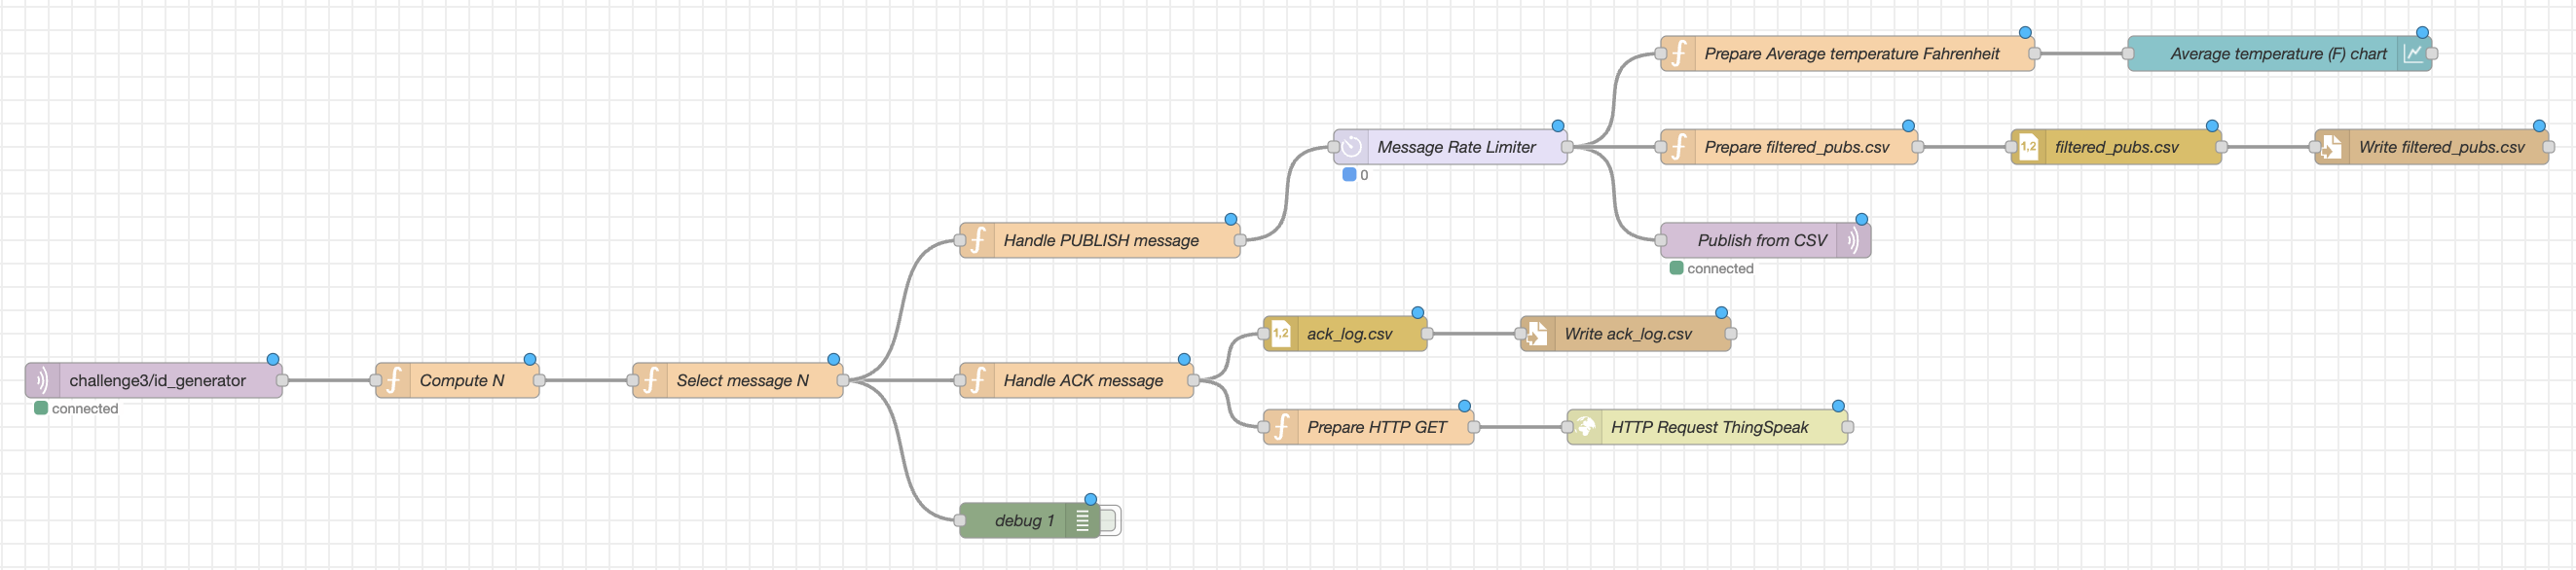 Prepare Average temperature Fahrenheit
Average temperature (F) chart
Message Rate Limiter
0
Prepare filtered_pubs.csv
1,2
filtered_pubs.csv
Write filtered_pubs.csv
Handle PUBLISH message
Publish from CSV
connected
1,2
ack_log.csv
Write ack_log.csv
challenge3/id_generator
connected
Compute N
Select message N
Handle ACK message
Prepare HTTP GET
HTTP Request ThingSpeak
debug 1